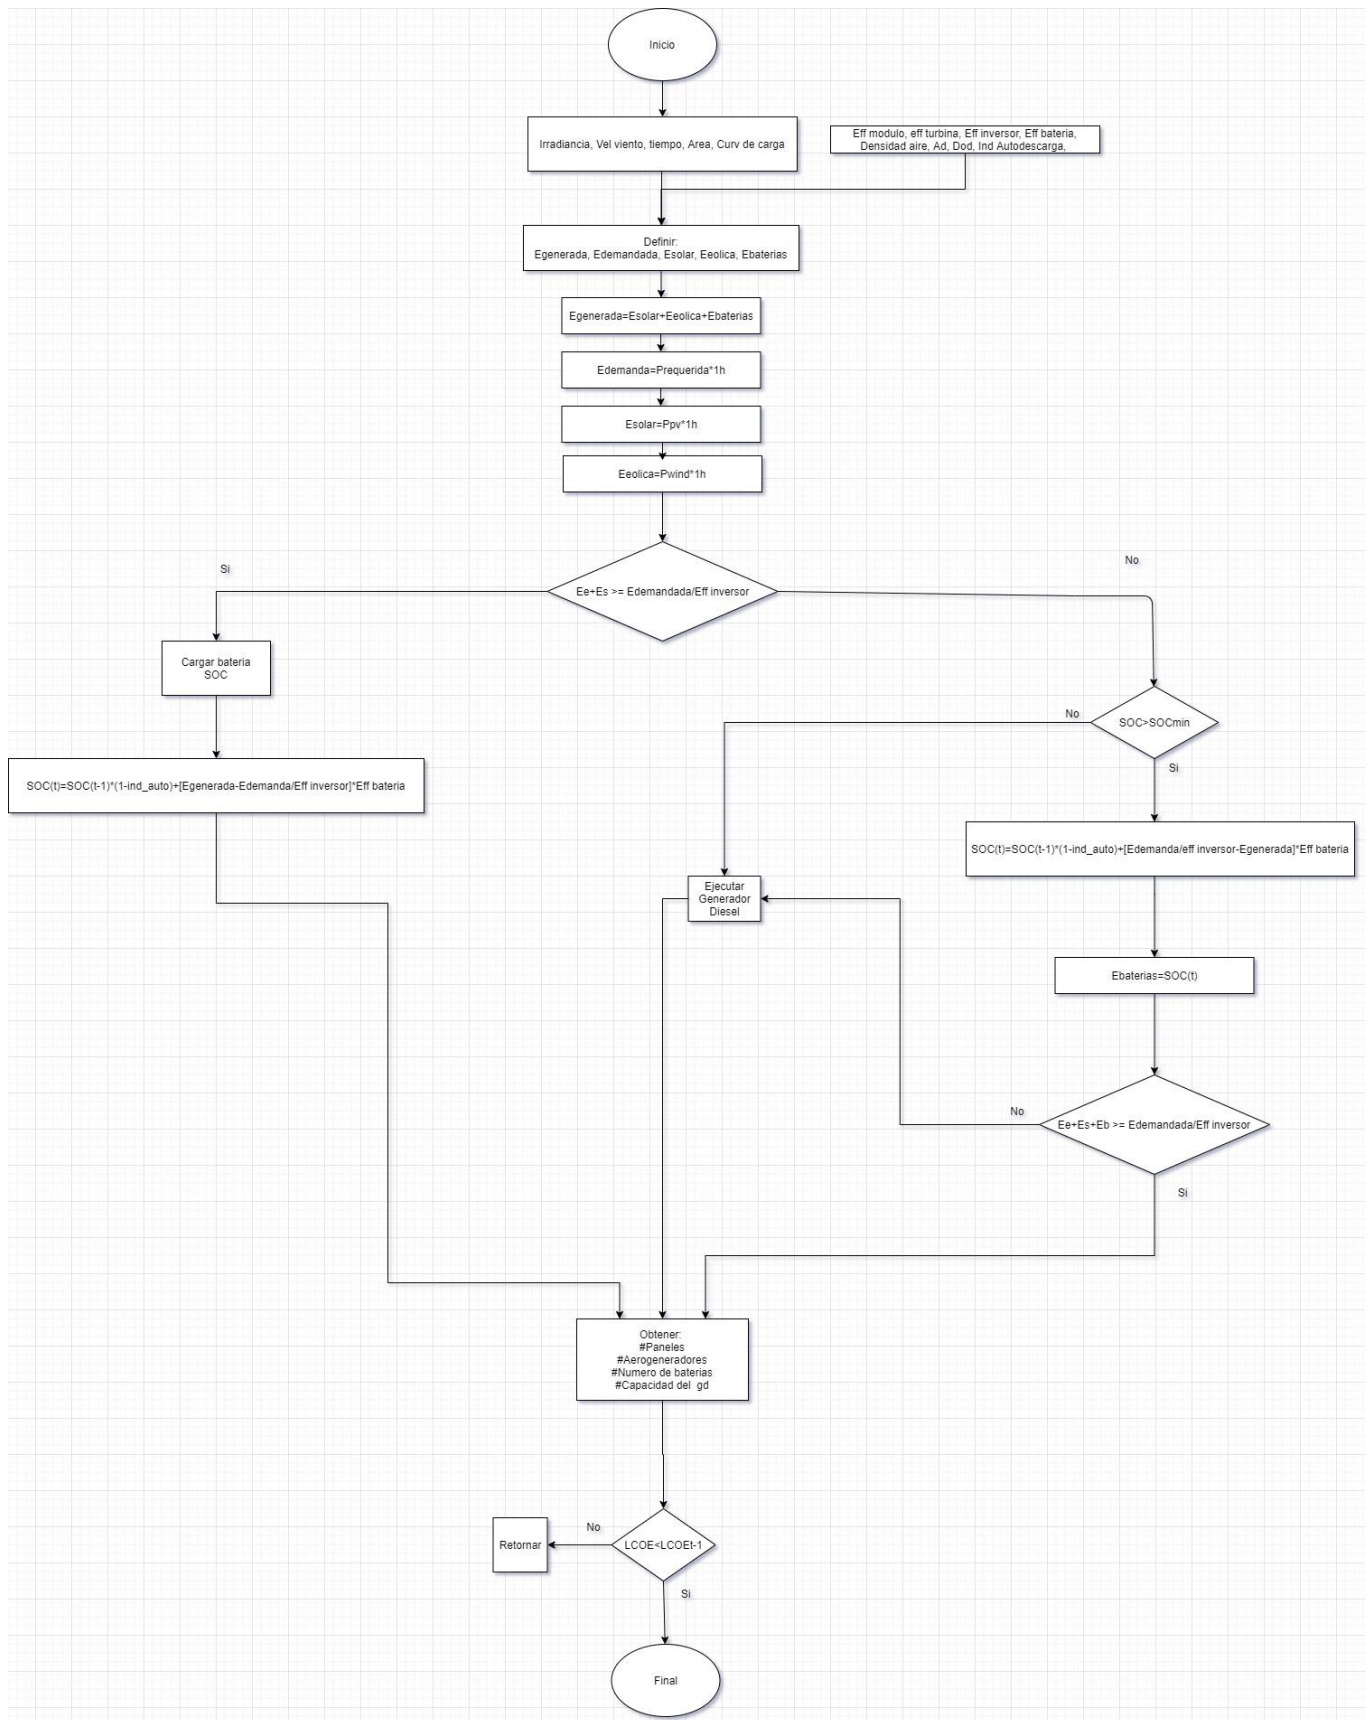 Inicio
Irradiancia, Vel viento, tiempo, Area, Curv de carga
Eff modulo, eff turbina, Eff inversor, Eff bateria,
Densidad aire, Ad, Dod, Ind Autodescarga,
Definir:
Egenerada, Edemandada, Esolar, Eeolica, Ebaterias
Egenerada=Esolar+Eeolica+Ebaterias
Edemanda=Prequerida*1h
Esolar=Ppv*1h
Eeolica=Pwind*1h
Ee+Es >= Edemandada/Eff inversor
Si
No
Cargar bateria
SOC
SOC(t)=SOC(t-1)*(1-ind_auto)+[Egenerada-Edemanda/Eff inversor]*Eff bateria
SOC>SOCmin
No
Si
SOC(t)=SOC(t-1)*(1-ind_auto)+[Edemanda/eff inversor-Egenerada]*Eff bateria
Ejecutar
Generador
Diesel
Ebaterias=SOC(t)
Ee+Es+Eb >= Edemandada/Eff inversor
No
Si
Obtener:
#Paneles
#Aerogeneradores
#Numero de baterias
#Capacidad del gd
LCOE<LCOEt-1
No
Retornar
Si
Final